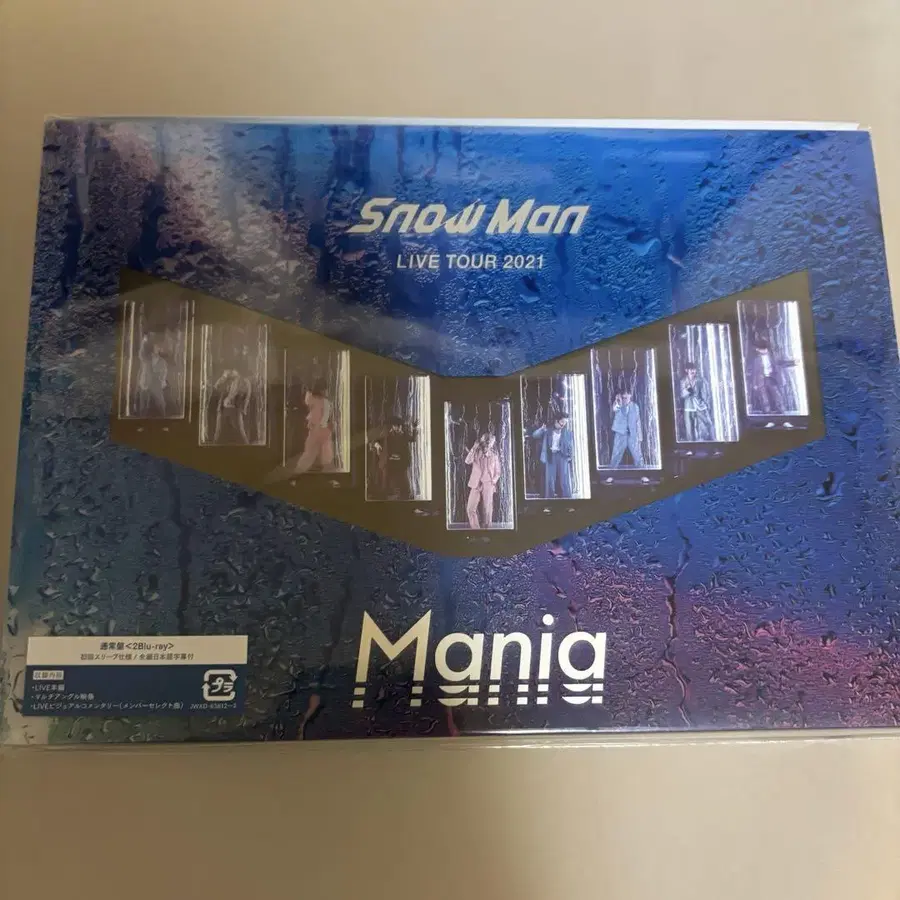 Snow Man
LIVE TOUR 2021
Mania
通常盤<2Blu-ray>
初回スリーブ仕様 / 全編日本語字幕付
収録内容
・LIVE本編
・マルチアングル映像
・LIVEビジュアルコメンタリー(メンバーセレクト曲)
プラ